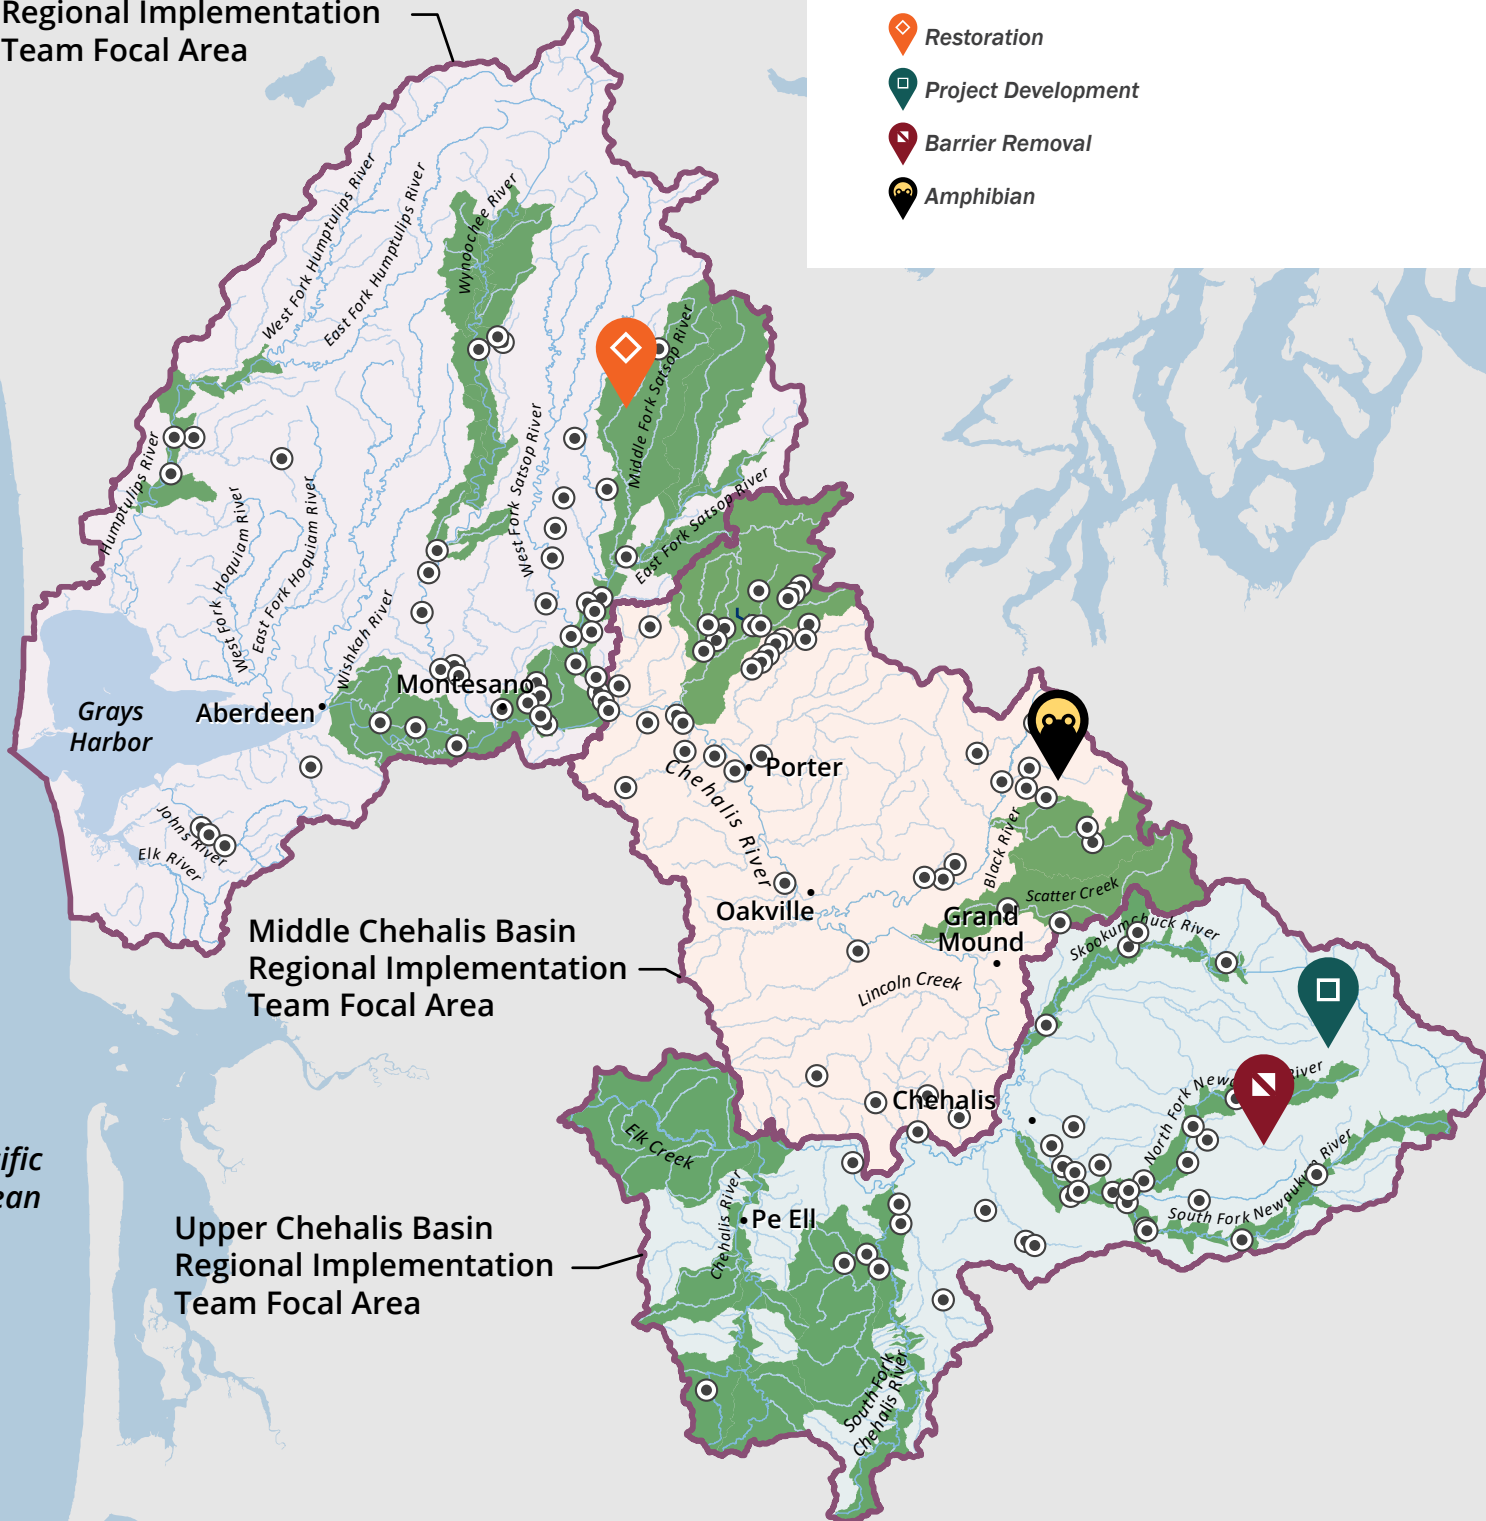 Regional Implementation
Team Focal Area
Restoration
Project Development
Barrier Removal
Amphibian
West Fork Humptulips River
East Fork Humptulips River
Wynoochee River
Middle Fork Satsop River
West Fork Satsop River
East Fork Satsop River
Humptulips River
West Fork Hoquiam River
East Fork Hoquiam River
Wishkah River
Montesano
Aberdeen
Grays
Harbor
Johns River
Elk River
Porter
Chehalis River
Black River
Scatter Creek
Oakville
Grand
Mound
Skookumchuck River
Lincoln Creek
Middle Chehalis Basin
Regional Implementation
Team Focal Area
Chehalis
North Fork River
South Fork Newaukum River
Elk Creek
Chehalis River
Pe Ell
Upper Chehalis Basin
Regional Implementation
Team Focal Area
South Fork
Chehalis River